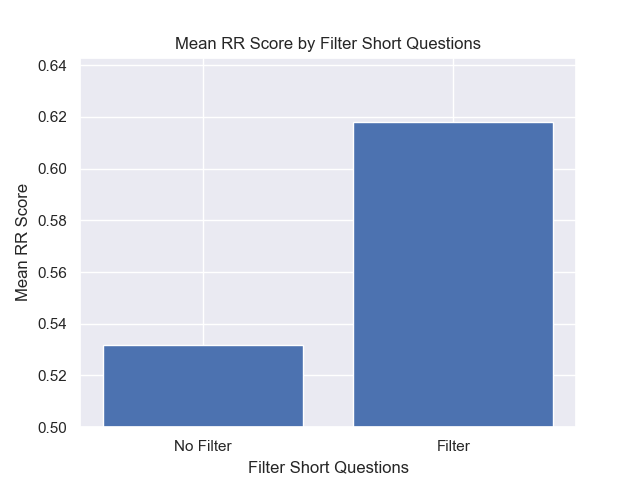 Mean RR Score by Filter Short Questions
0.64
0.62
0.60
0.58
0.56
0.54
0.52
0.50
Mean RR Score
No Filter
Filter
Filter Short Questions